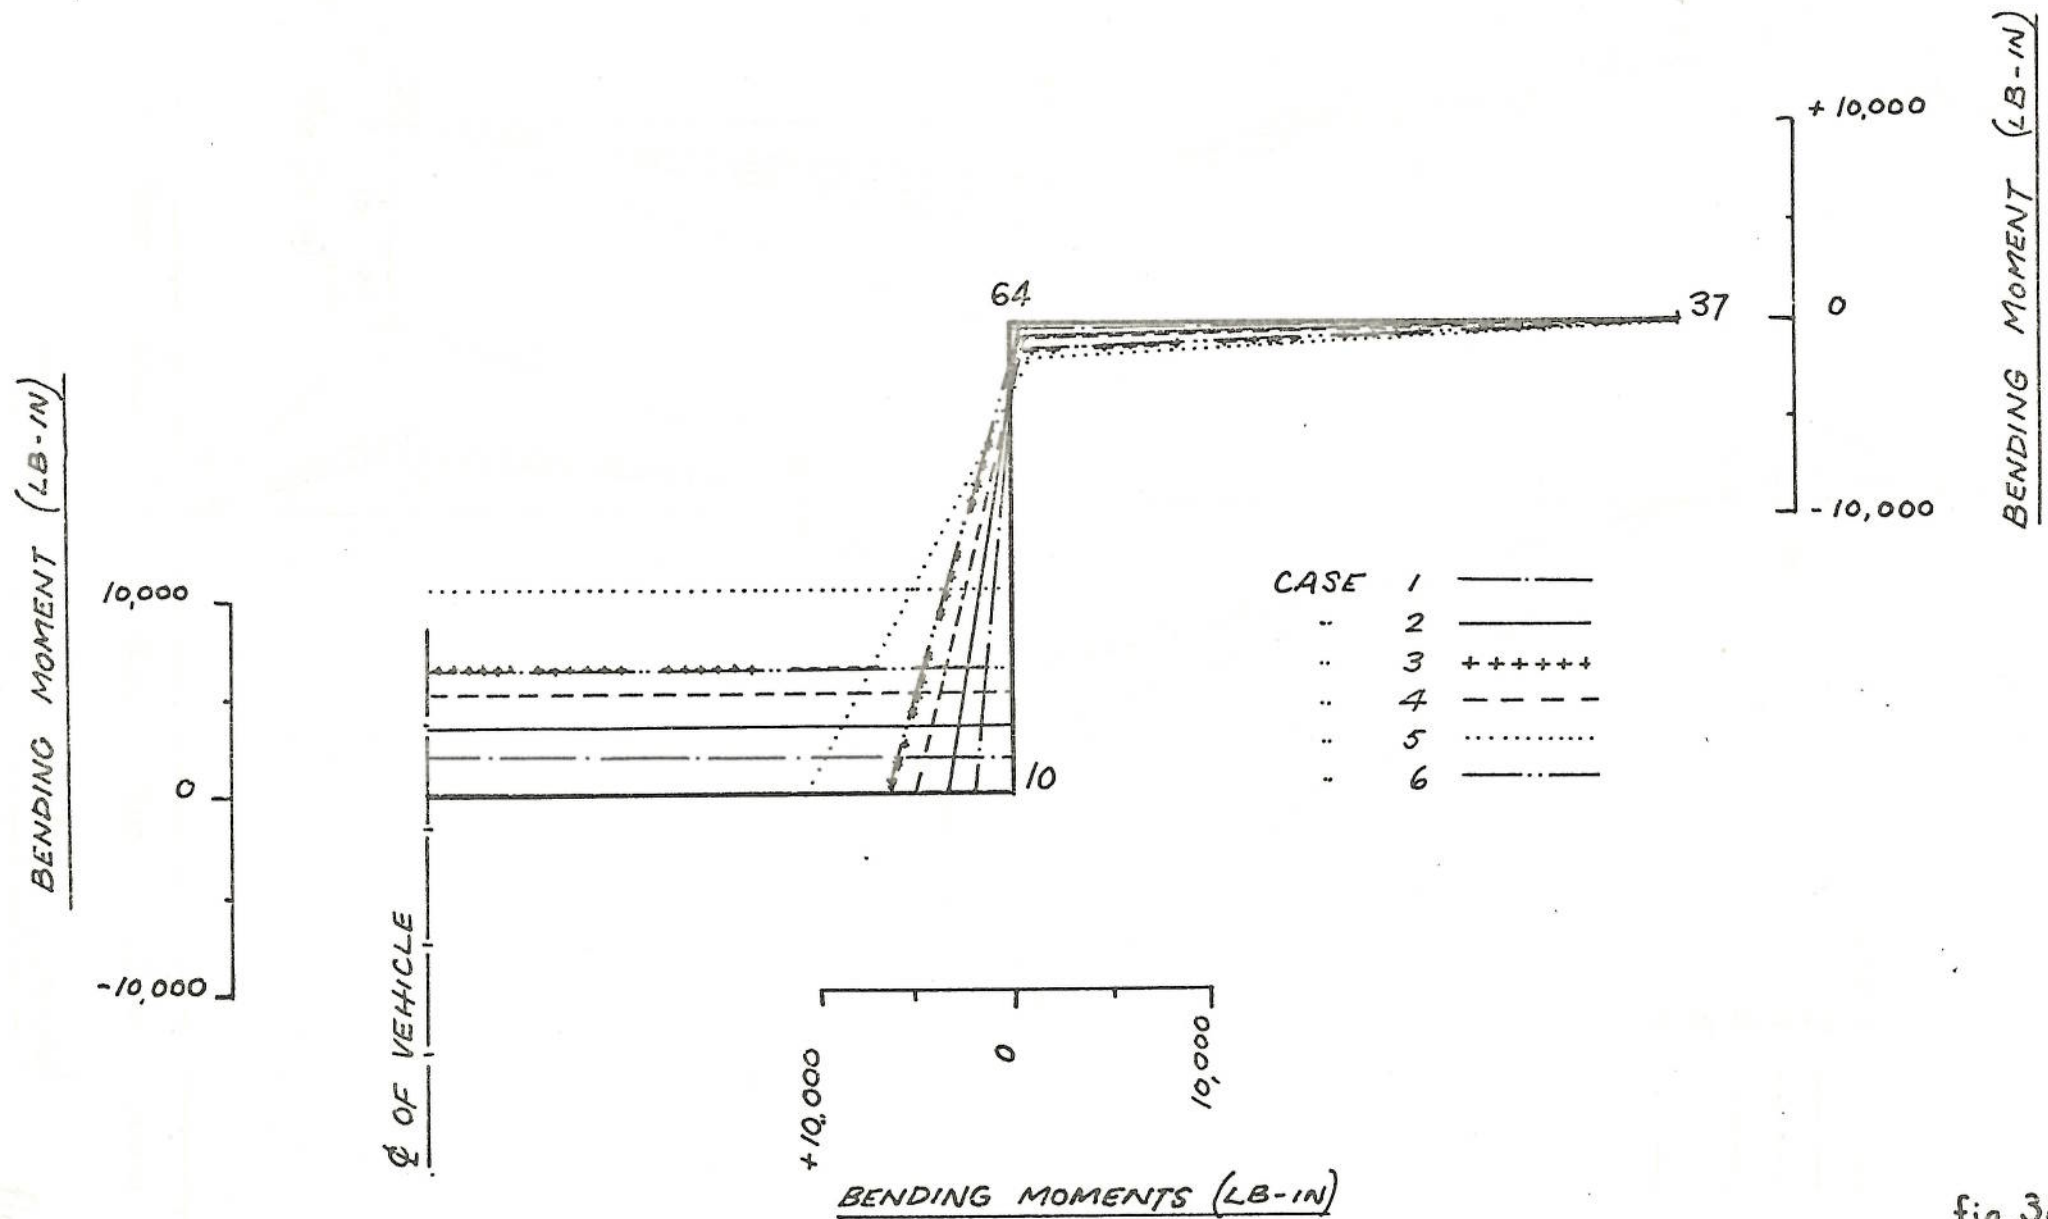 + 10,000
0
- 10,000
BENDING MOMENT (LB-IN)
64
37
BENDING MOMENT (LB-IN)
10,000
0
-10,000
CASE 1
" 2
" 3
" 4
" 5
" 6
10
℄ OF VEHICLE
+10,000
0
10,000
BENDING MOMENTS (LB-IN)
fig